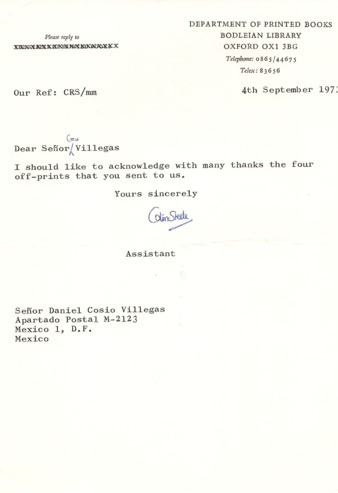 DEPARTMENT OF PRINTED BOOKS
BODLEIAN LIBRARY
OXFORD OX1 3BG
Telephone: 0865/44675
Telex: 83656
Please reply to
Our Ref: CRS/mm
4th September 197
Dear Señor Villegas
I should like to acknowledge with many thanks the four
off-prints that you sent to us.
Yours sincerely
Colin Steele
Assistant
Señor Daniel Cosio Villegas
Apartado Postal M-2123
Mexico 1, D.F.
Mexico